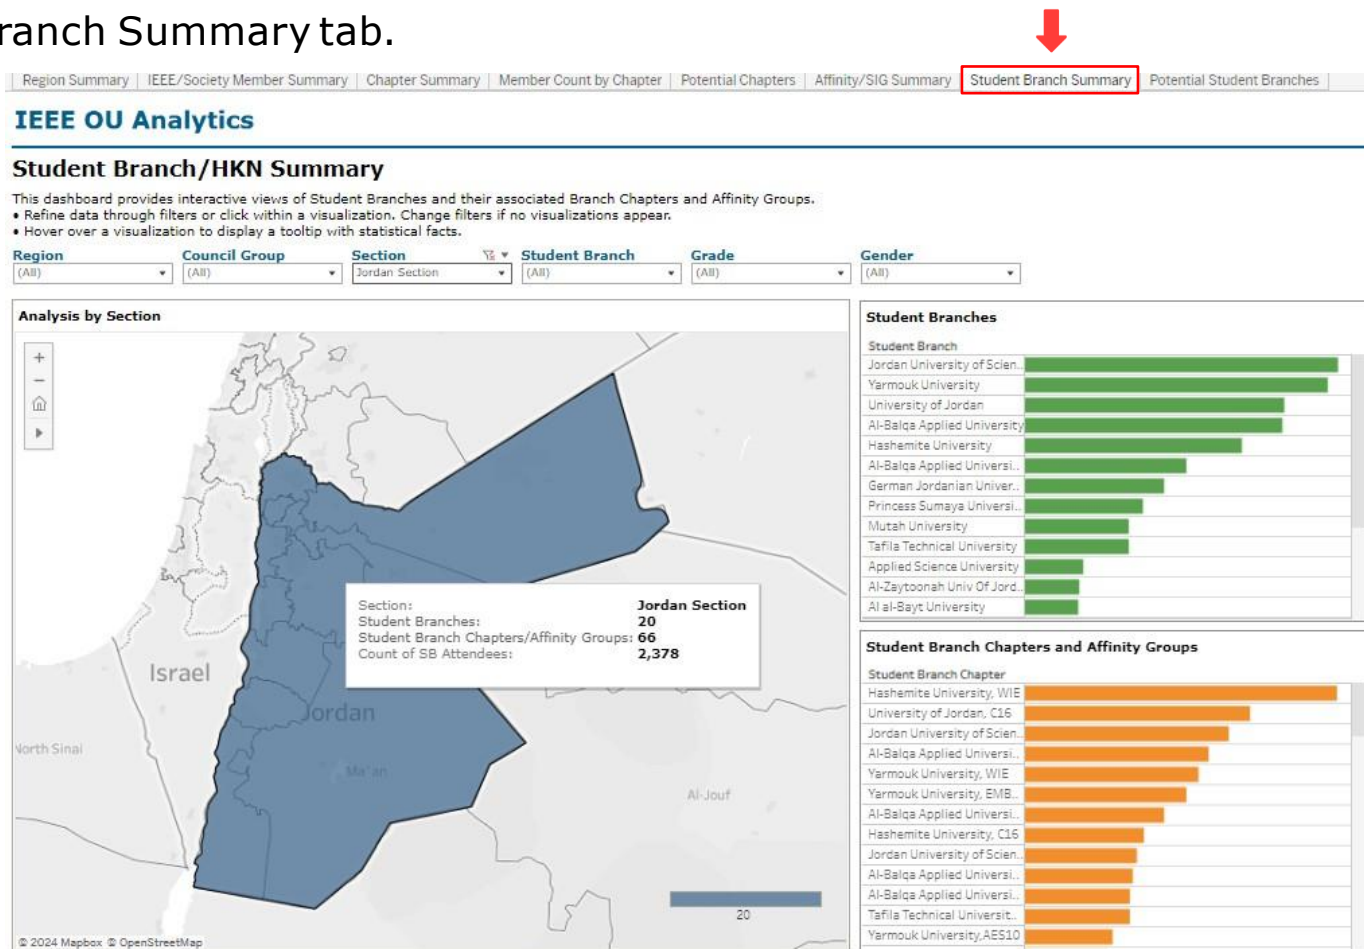 ranch Summary tab.
Region Summary | IEEE/Society Member Summary | Chapter Summary | Member Count by Chapter | Potential Chapters | Affinity/SIG Summary | Student Branch Summary | Potential Student Branches
IEEE OU Analytics
Student Branch/HKN Summary
This dashboard provides interactive views of Student Branches and their associated Branch Chapters and Affinity Groups.
• Refine data through filters or click within a visualization. Change filters if no visualizations appear.
• Hover over a visualization to display a tooltip with statistical facts.
Region Council Group Section Student Branch Grade Gender
(All) (All) Jordan Section (All) (All) (All)
Analysis by Section
+
−
Israel
Jordan
North Sinai
Ma'an
Al-Jouf
Section: Jordan Section
Student Branches: 20
Student Branch Chapters/Affinity Groups: 66
Count of SB Attendees: 2,378
20
© 2024 Mapbox © OpenStreetMap
Student Branches
Student Branch
Jordan University of Scien..
Yarmouk University
University of Jordan
Al-Balqa Applied University
Hashemite University
Al-Balqa Applied Universi..
German Jordanian Univer..
Princess Sumaya Universi..
Mutah University
Tafila Technical University
Applied Science University
Al-Zaytoonah Univ Of Jord..
Al al-Bayt University
Student Branch Chapters and Affinity Groups
Student Branch Chapter
Hashemite University, WIE
University of Jordan, C16
Jordan University of Scien..
Al-Balqa Applied Universi..
Yarmouk University, WIE
Yarmouk University, EMB..
Al-Balqa Applied Universi..
Hashemite University, C16
Jordan University of Scien..
Al-Balqa Applied Universi..
Al-Balqa Applied Universi..
Tafila Technical Universit..
Yarmouk University,AES10